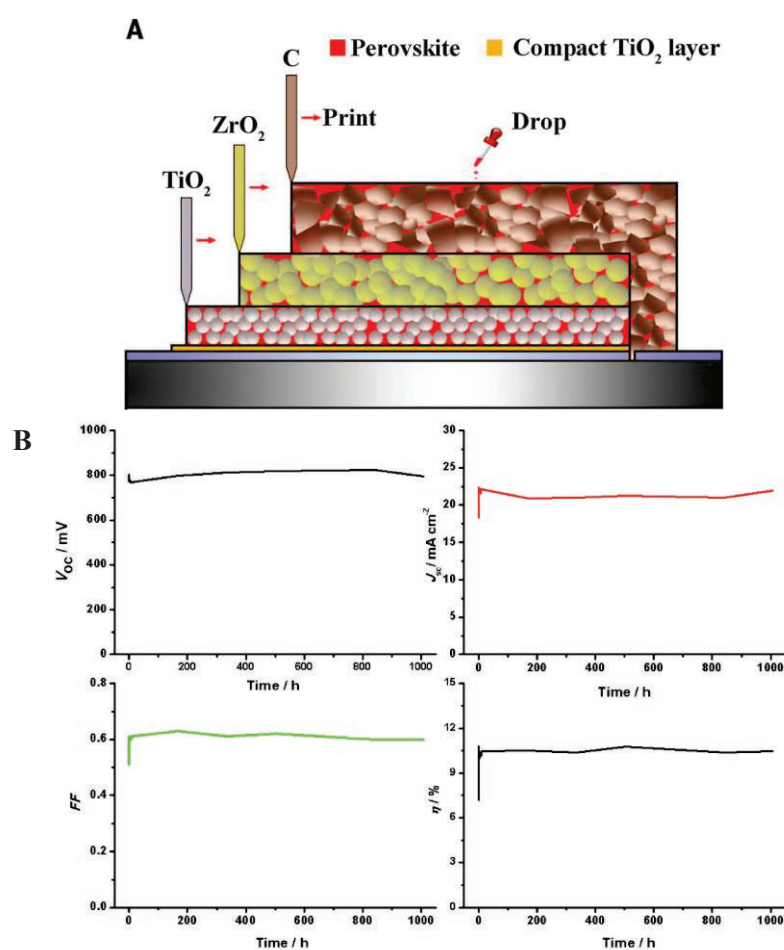 A
Perovskite
Compact TiO₂ layer
C
Print
Drop
ZrO₂
TiO₂
B
V_OC / mV
1000
800
600
400
200
0
0 200 400 600 800 1000
Time / h
J_sc / mA cm⁻²
30
25
20
15
10
5
0
0 200 400 600 800 1000
Time / h
FF
0.8
0.6
0.4
0.2
0.0
0 200 400 600 800 1000
Time / h
η / %
15
12
9
6
3
0
0 200 400 600 800 1000
Time / h